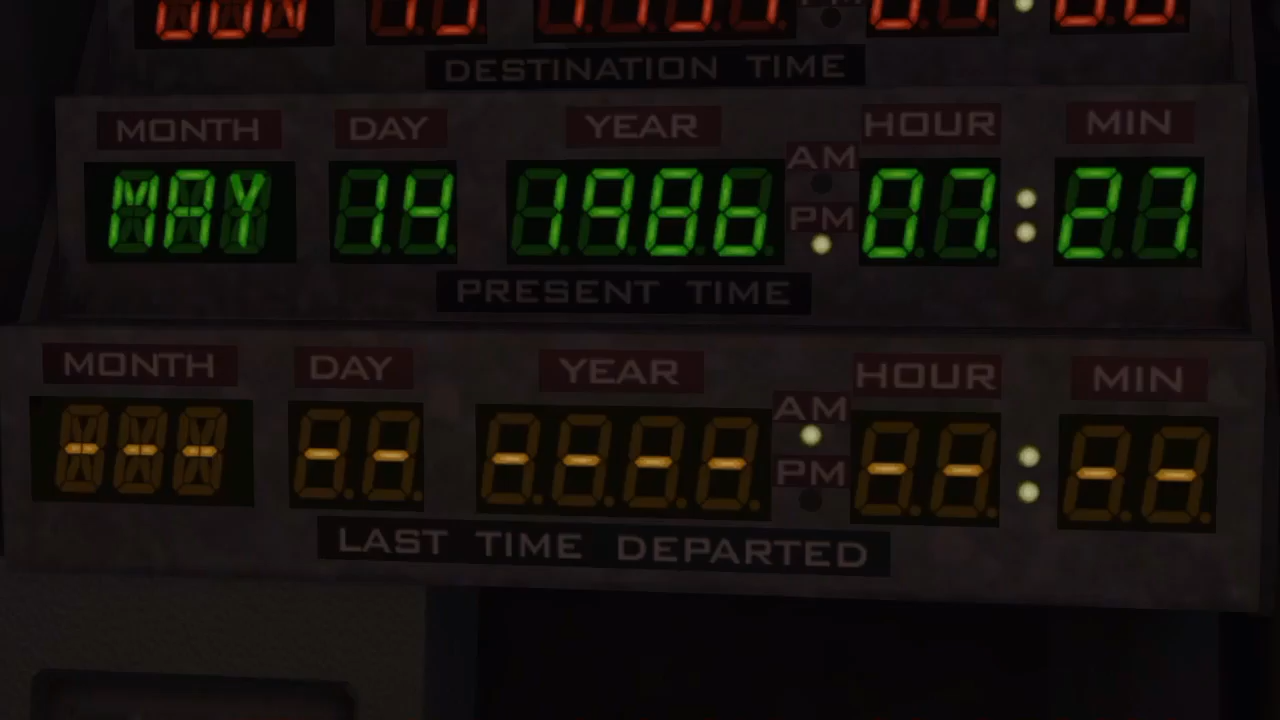 DESTINATION TIME
MONTH DAY YEAR HOUR MIN
AM
MAY 14 1986 07 : 27
PM
PRESENT TIME
MONTH DAY YEAR HOUR MIN
AM
--- -- ---- -- : --
PM
LAST TIME DEPARTED